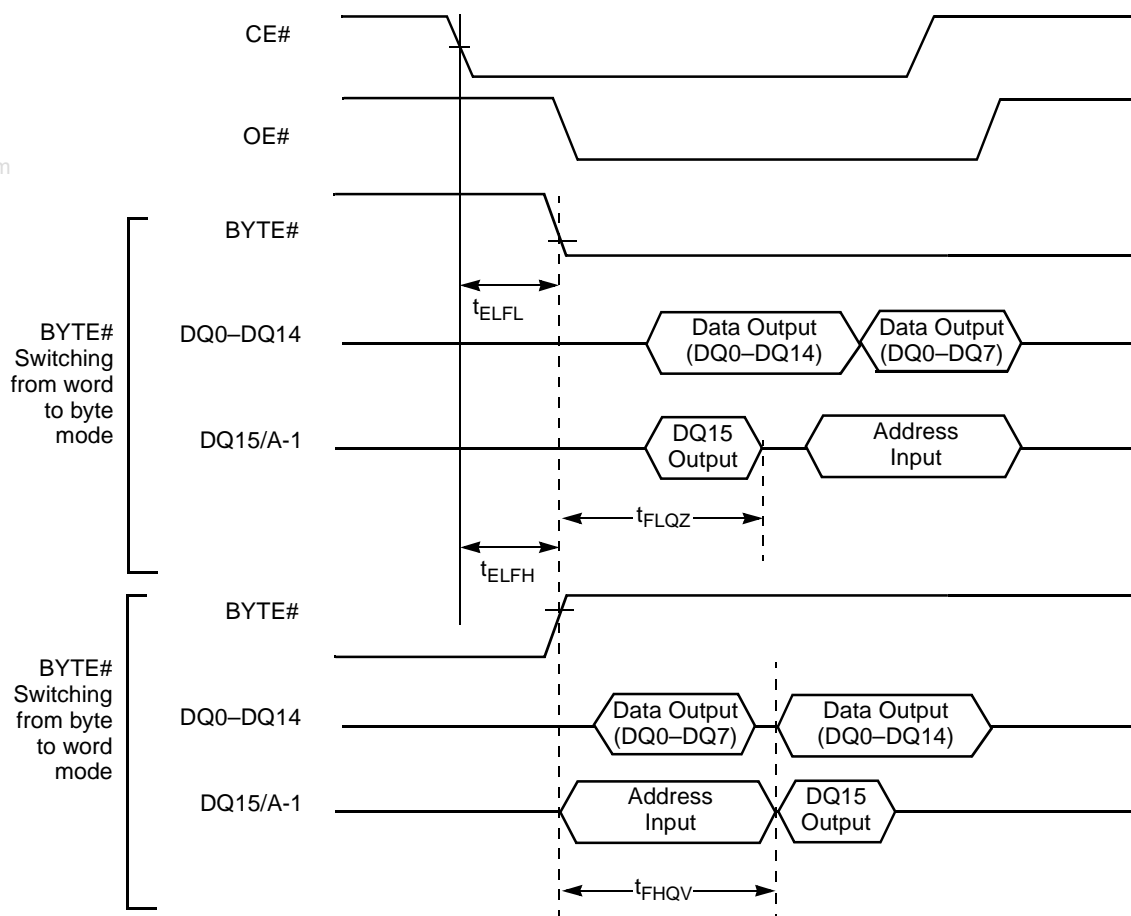 CE#
OE#
m
BYTE#
tELFL
BYTE#
Switching
from word
to byte
mode
DQ0–DQ14
Data Output
(DQ0–DQ14)
Data Output
(DQ0–DQ7)
DQ15/A-1
DQ15
Output
Address
Input
tFLQZ
tELFH
BYTE#
BYTE#
Switching
from byte
to word
mode
DQ0–DQ14
Data Output
(DQ0–DQ7)
Data Output
(DQ0–DQ14)
DQ15/A-1
Address
Input
DQ15
Output
tFHQV